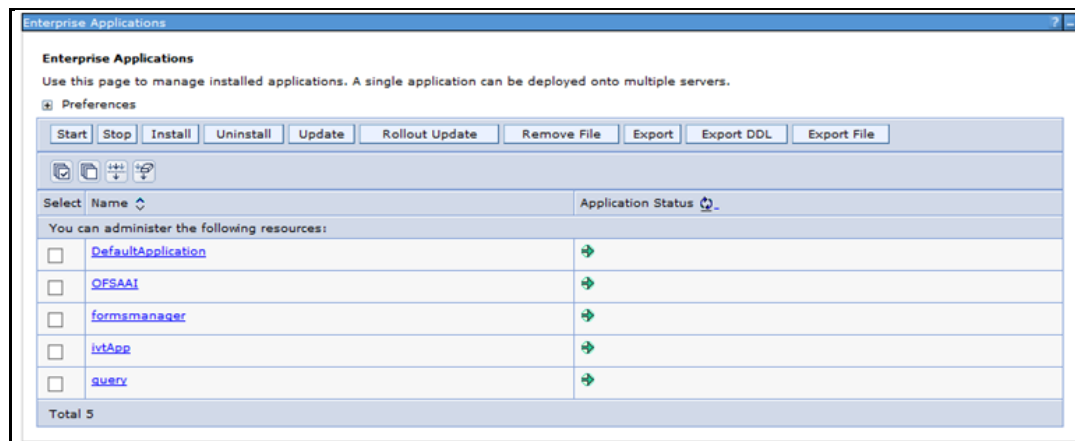 Enterprise Applications ? –
Enterprise Applications
Use this page to manage installed applications. A single application can be deployed onto multiple servers.
Preferences
Start Stop Install Uninstall Update Rollout Update Remove File Export Export DDL Export File
Select Name Application Status
You can administer the following resources:
DefaultApplication
OFSAAI
formsmanager
ivtApp
query
Total 5